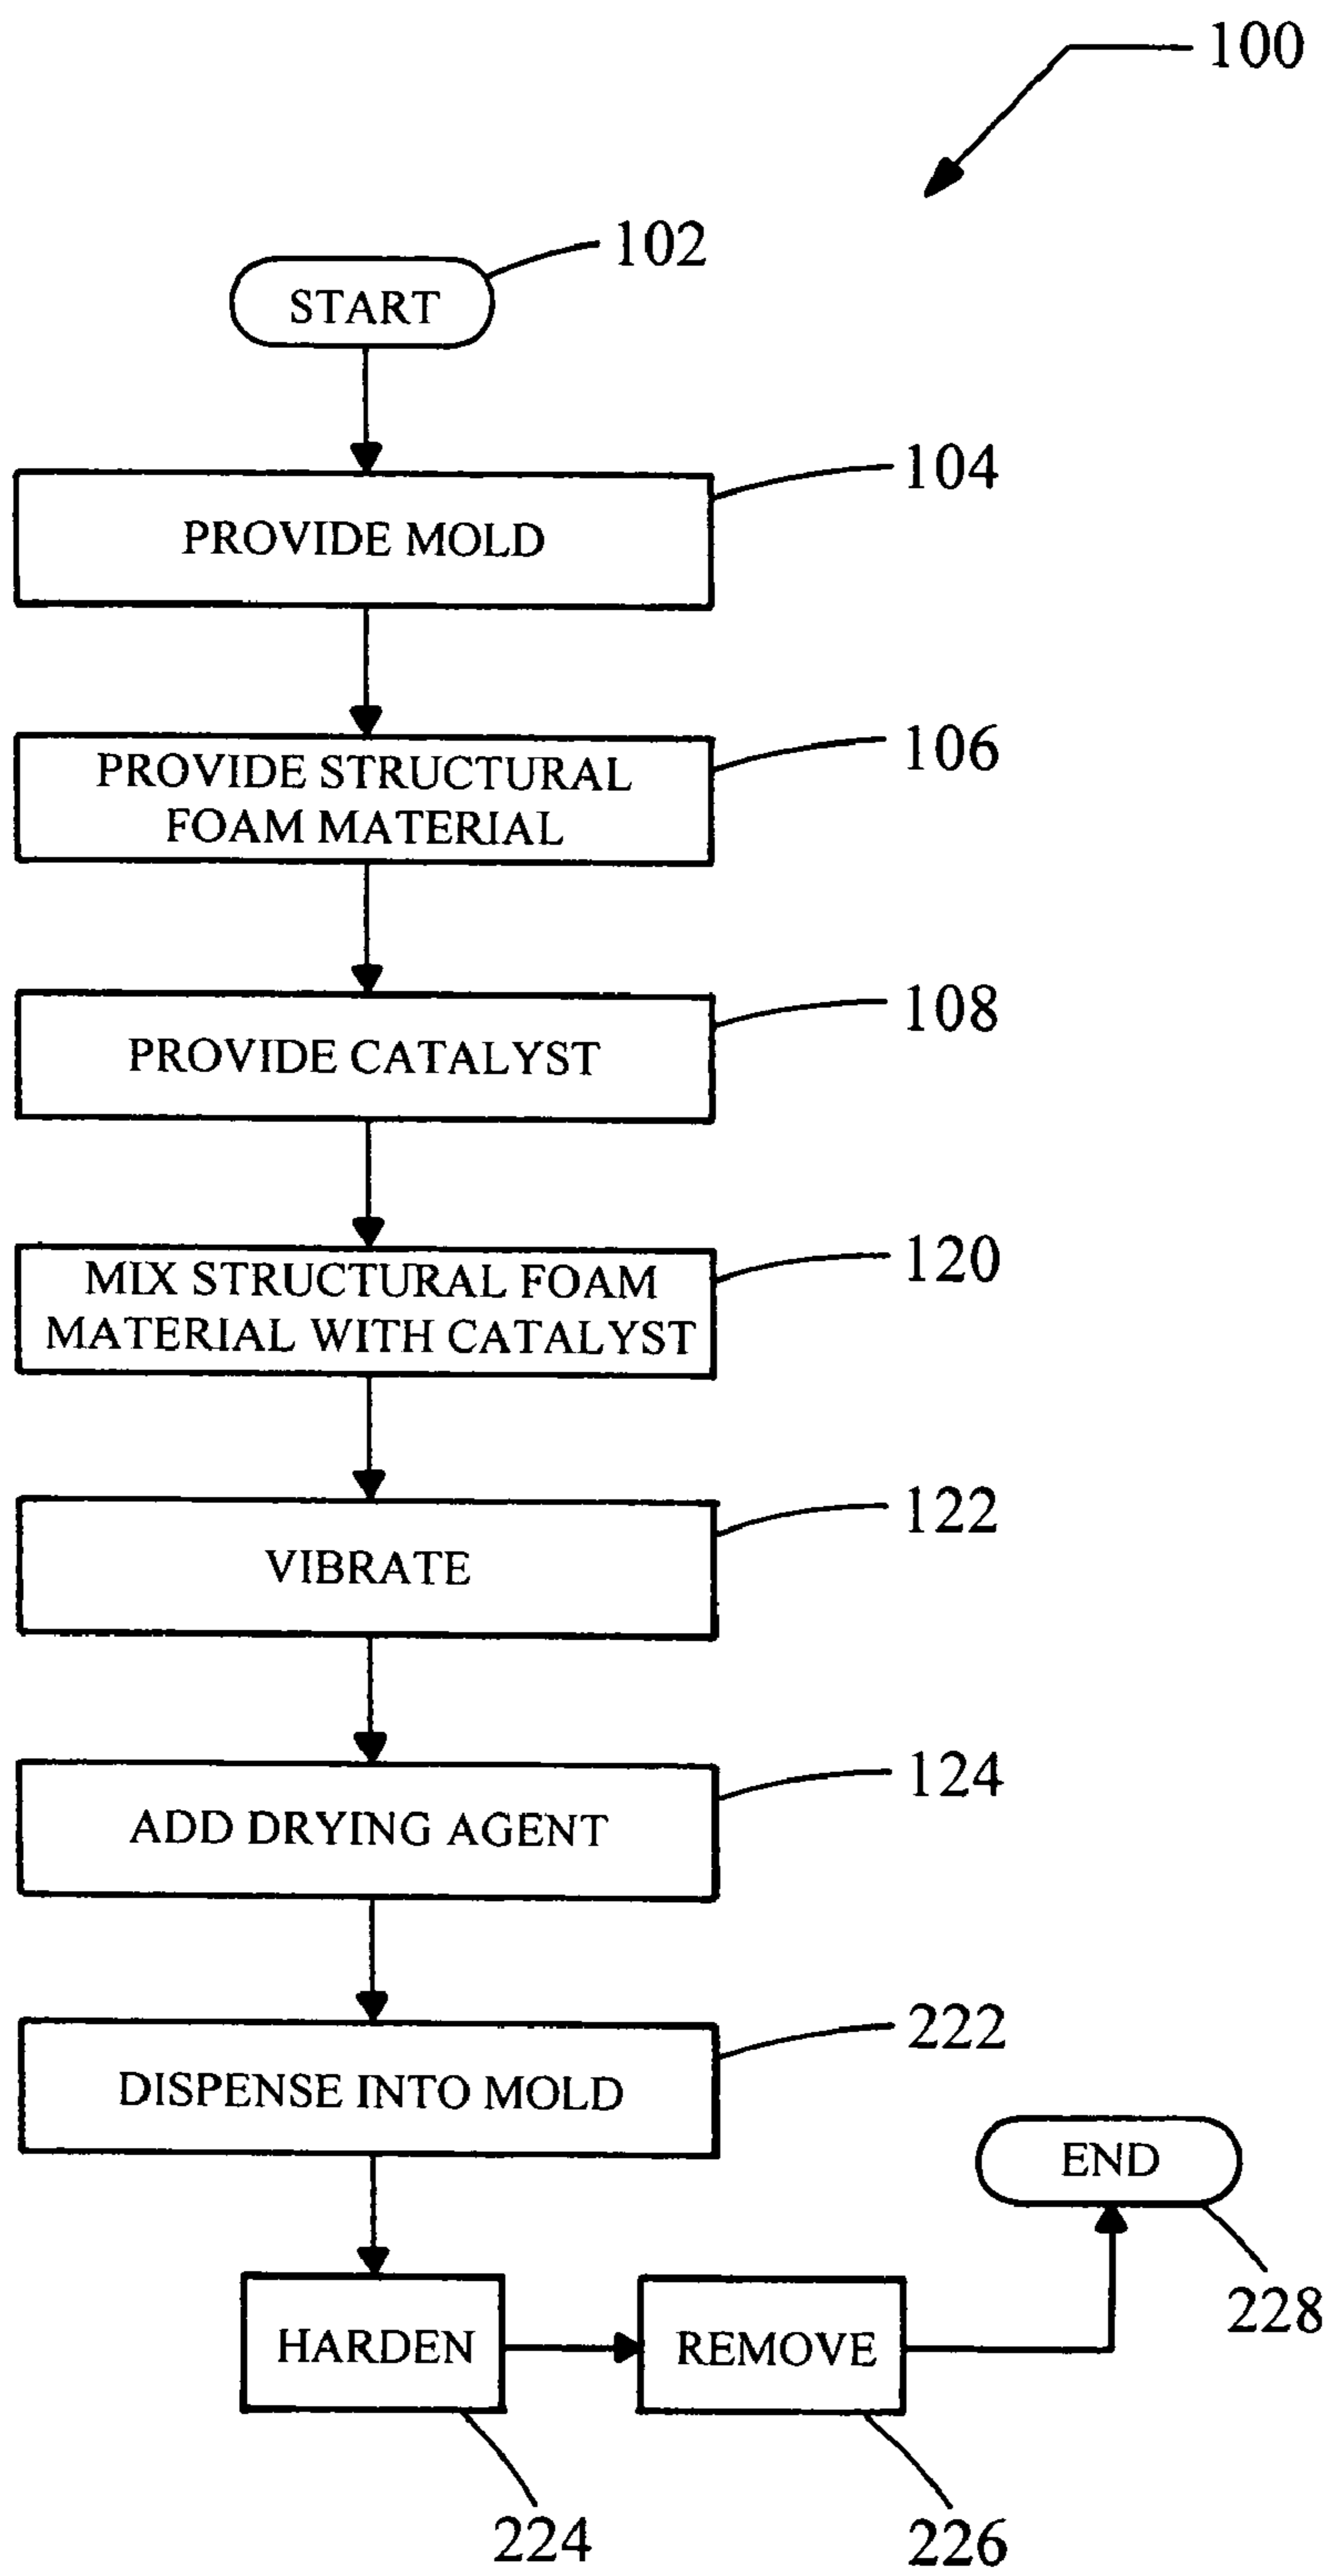 100
102
START
104
PROVIDE MOLD
106
PROVIDE STRUCTURAL
FOAM MATERIAL
108
PROVIDE CATALYST
120
MIX STRUCTURAL FOAM
MATERIAL WITH CATALYST
122
VIBRATE
124
ADD DRYING AGENT
222
DISPENSE INTO MOLD
END
228
HARDEN
REMOVE
224
226